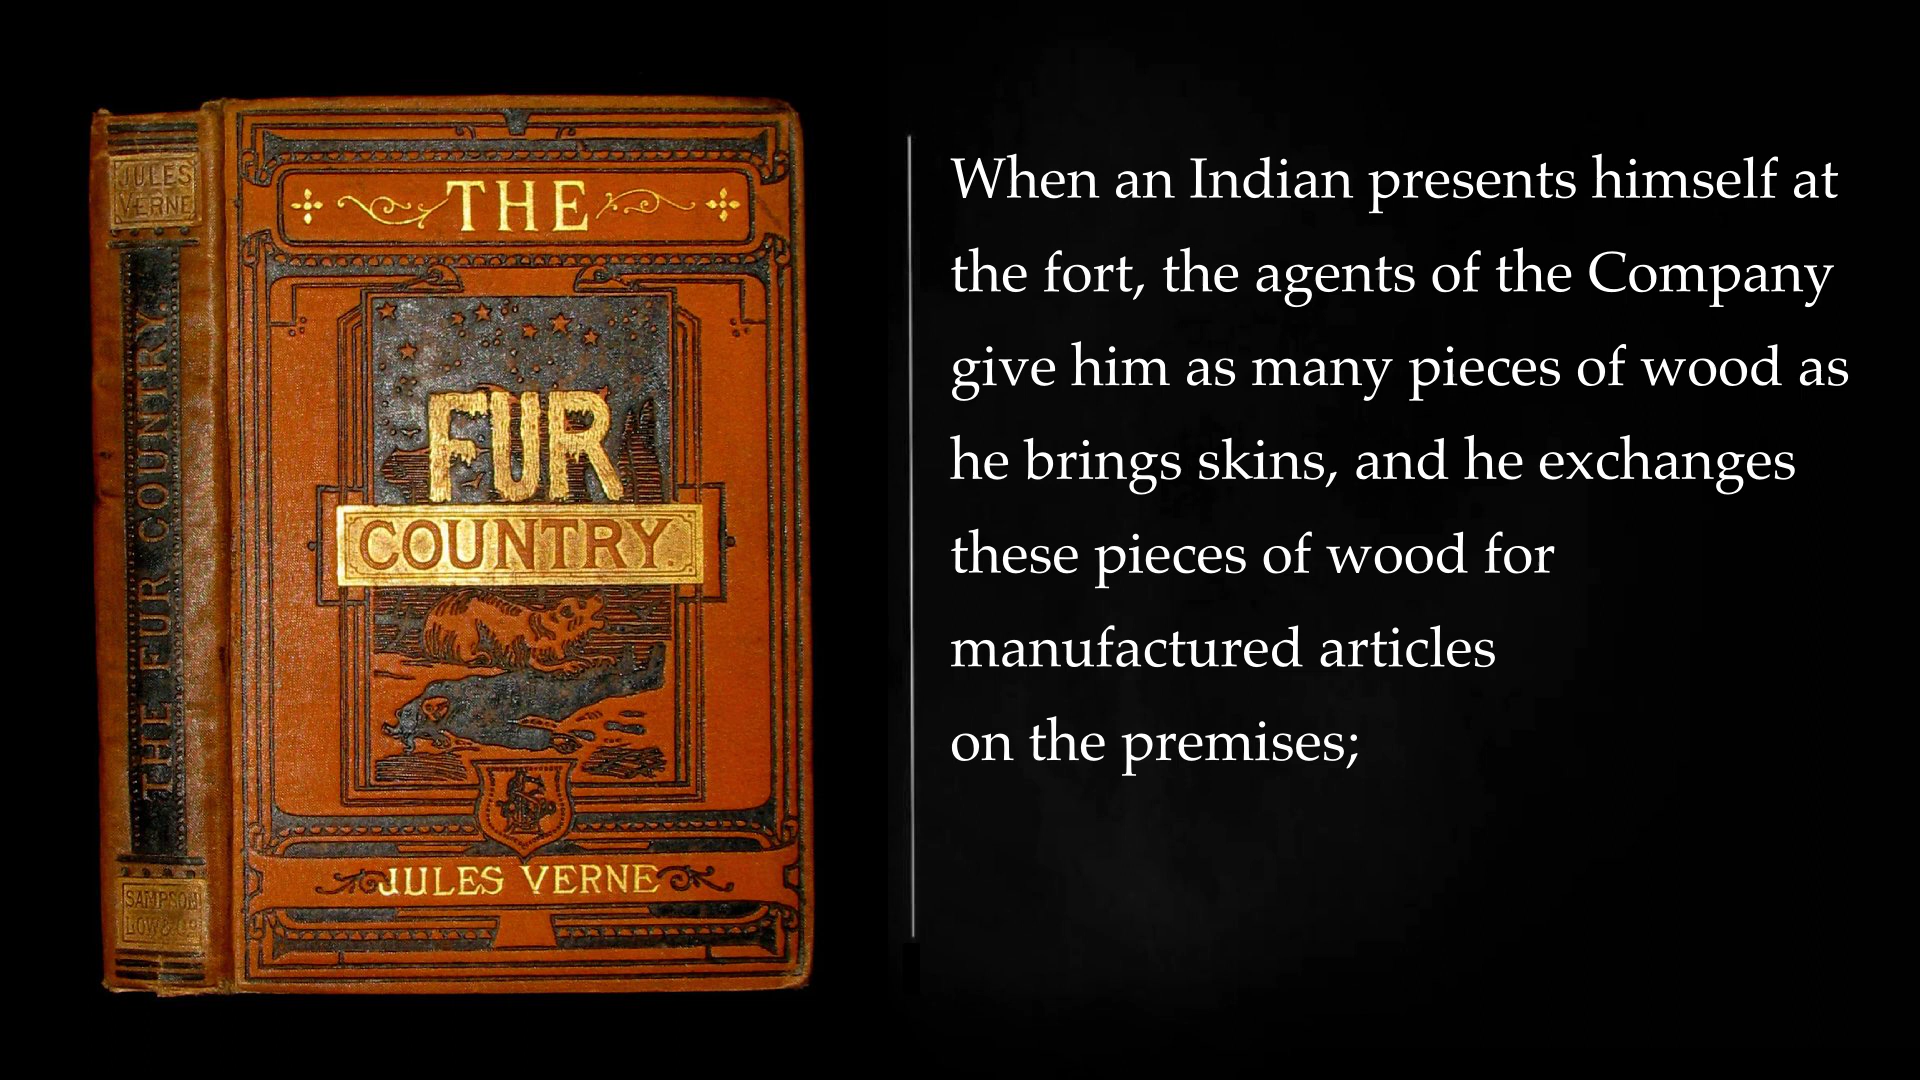 JULES
VERNE
THE FUR COUNTRY.
SAMPSON
LOW & Co
THE
FUR
COUNTRY.
JULES VERNE
When an Indian presents himself at
the fort, the agents of the Company
give him as many pieces of wood as
he brings skins, and he exchanges
these pieces of wood for
manufactured articles
on the premises;